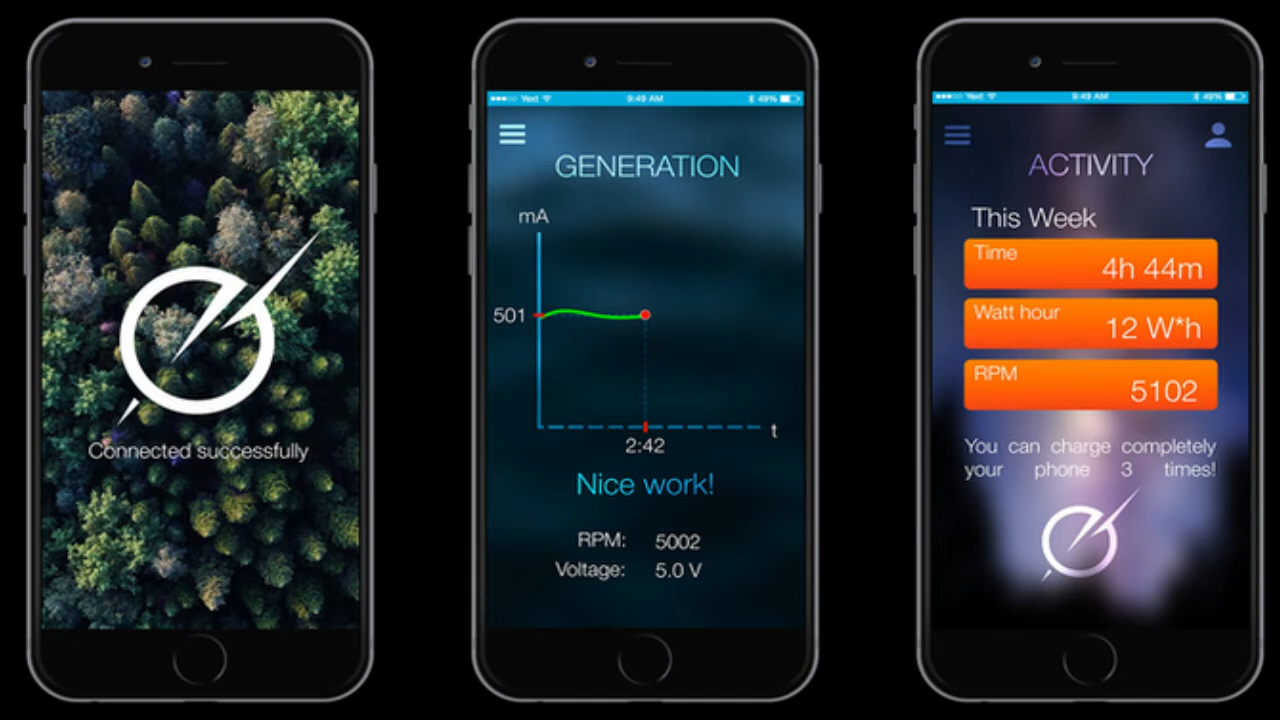 Connected successfully
Yext 9:49 AM 49%
GENERATION
mA
501
t
2:42
Nice work!
RPM: 5002
Voltage: 5.0 V
Yext 9:49 AM 49%
ACTIVITY
This Week
Time
4h 44m
Watt hour
12 W*h
RPM
5102
You can charge completely
your phone 3 times!